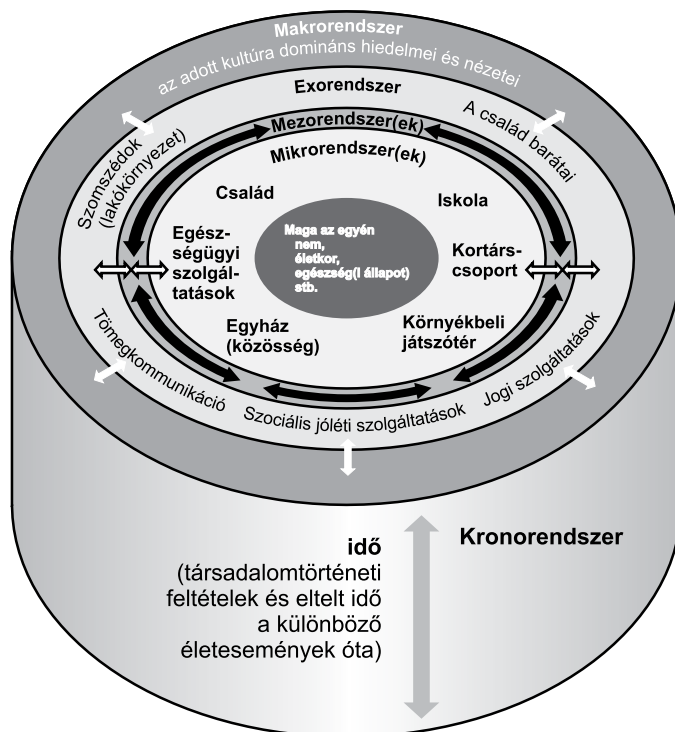 Makrorendszer
az adott kultúra domináns hiedelmei és nézetei
Exorendszer
Szomszédok
(lakókörnyezet)
A család barátai
Mezorendszer(ek)
Mikrorendszer(ek)
Család
Iskola
Egész-
ségügyi
szolgál-
tatások
Maga az egyén
nem,
életkor,
egészség(I állapot)
stb.
Kortárs-
csoport
Egyház
(közösség)
Környékbeli
játszótér
Tömegkommunikáció
Szociális jóléti szolgáltatások
Jogi szolgáltatások
idő
(társadalomtörténeti
feltételek és eltelt idő
a különböző
életesemények óta)
Kronorendszer